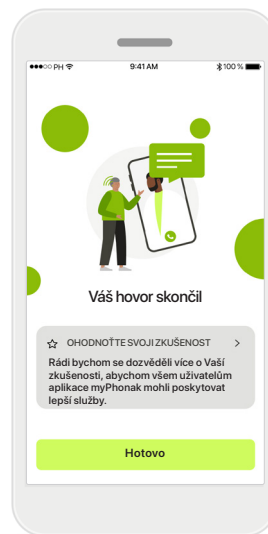 PH 9:41 AM 100 %
Váš hovor skončil
OHODNOŤTE SVOJI ZKUŠENOST
Rádi bychom se dozvěděli více o Vaší
zkušenosti, abychom všem uživatelům
aplikace myPhonak mohli poskytovat
lepší služby.
Hotovo